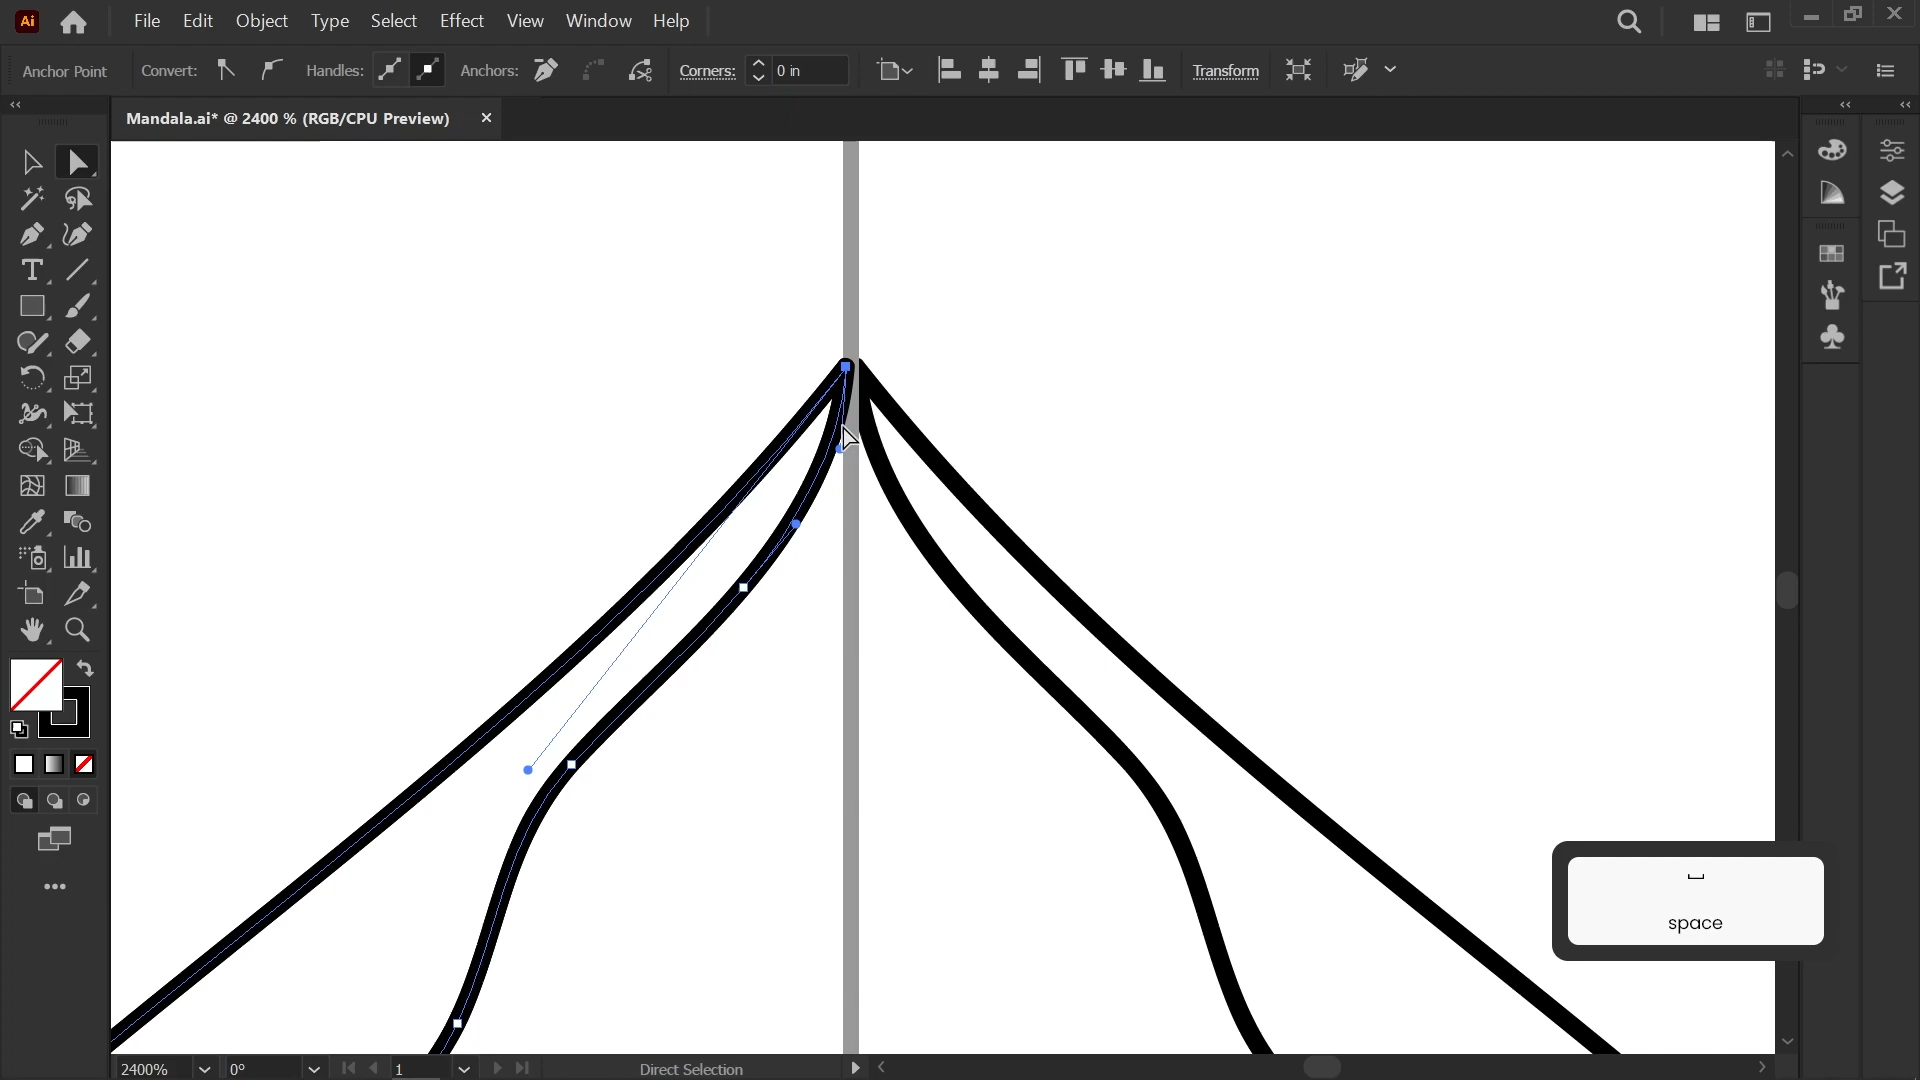 Ai File Edit Object Type Select Effect View Window Help
Anchor Point Convert: Handles: Anchors: Corners: 0 in Transform
Mandala.ai* @ 2400 % (RGB/CPU Preview)
space
2400% 0° 1 Direct Selection